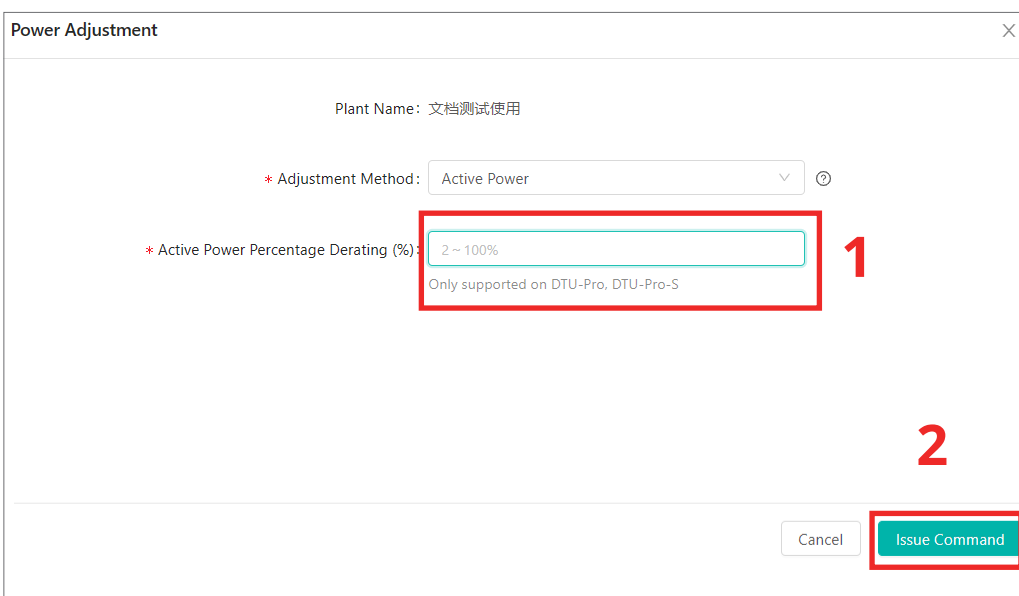 Power Adjustment
Plant Name: 文档测试使用
* Adjustment Method: Active Power
* Active Power Percentage Derating (%): 2~100%
Only supported on DTU-Pro, DTU-Pro-S
1
2
Cancel Issue Command